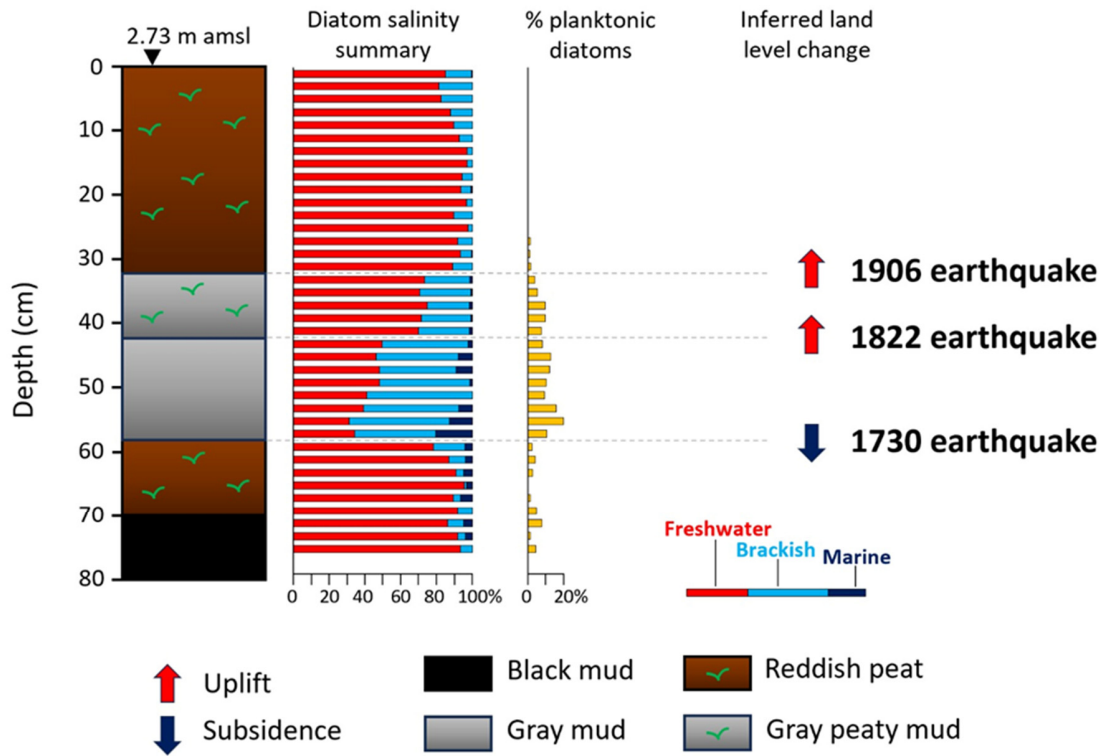 2.73 m amsl
Diatom salinity
summary
% planktonic
diatoms
Inferred land
level change
Depth (cm)
0
10
20
30
40
50
60
70
80
1906 earthquake
1822 earthquake
1730 earthquake
0 20 40 60 80 100%
0 20%
Freshwater
Brackish
Marine
Uplift
Subsidence
Black mud
Gray mud
Reddish peat
Gray peaty mud